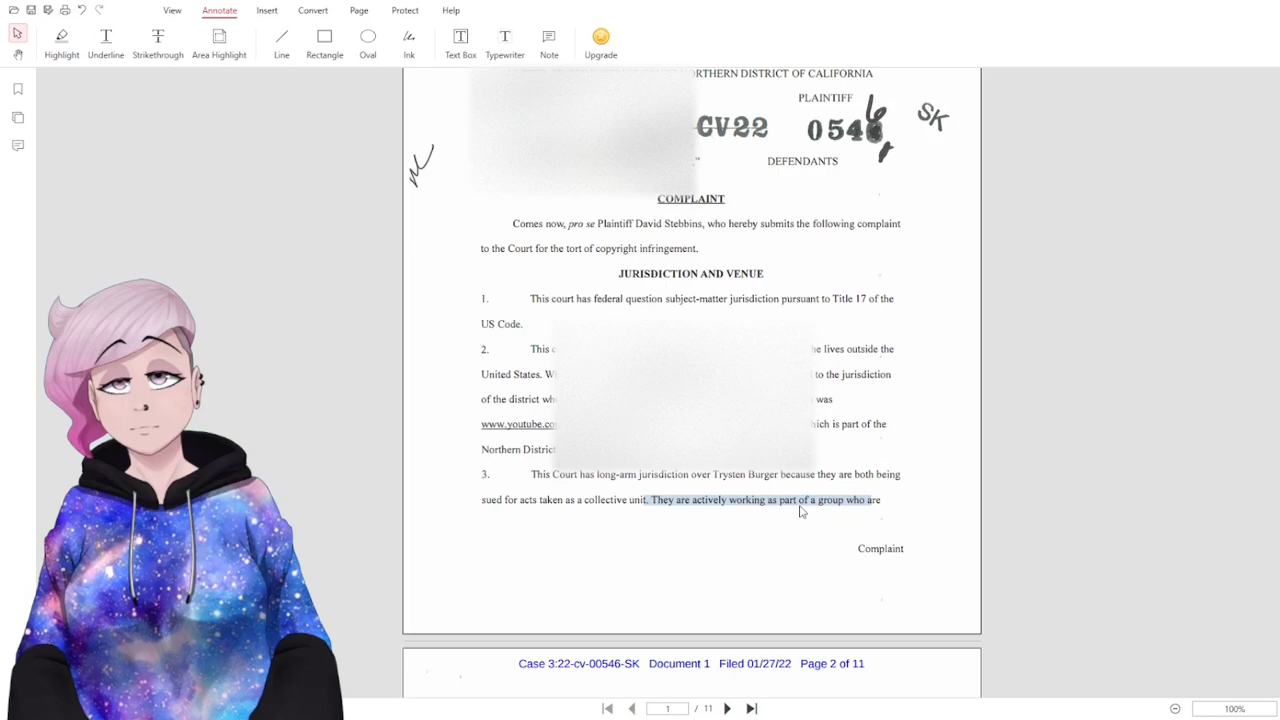 View Annotate Insert Convert Page Protect Help
Highlight Underline Strikethrough Area Highlight Line Rectangle Oval Ink Text Box Typewriter Note Upgrade
NORTHERN DISTRICT OF CALIFORNIA
PLAINTIFF
CV22 0546 SK
DEFENDANTS
COMPLAINT
Comes now, pro se Plaintiff David Stebbins, who hereby submits the following complaint
to the Court for the tort of copyright infringement.
JURISDICTION AND VENUE
1. This court has federal question subject-matter jurisdiction pursuant to Title 17 of the
US Code.
2. This he lives outside the
United States. to the jurisdiction
of the district was
www.youtube.co which is part of the
Northern District
3. This Court has long-arm jurisdiction over Trysten Burger because they are both being
sued for acts taken as a collective unit. They are actively working as part of a group who are
Complaint
Case 3:22-cv-00546-SK Document 1 Filed 01/27/22 Page 2 of 11
1 / 11 100%